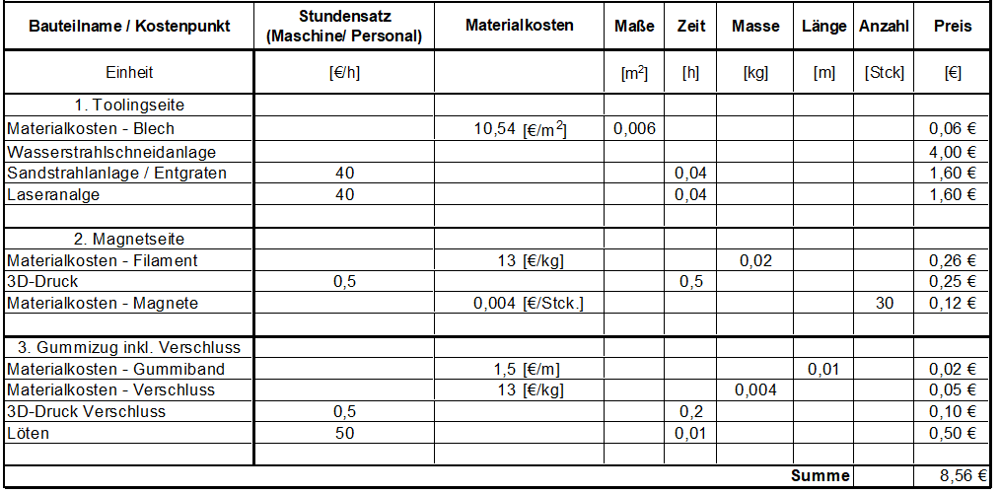 Bauteilname / Kostenpunkt Stundensatz (Maschine/ Personal) Materialkosten Maße Zeit Masse Länge Anzahl Preis
Einheit [€/h] [m²] [h] [kg] [m] [Stck] [€]
1. Toolingseite
Materialkosten - Blech 10,54 [€/m²] 0,006 0,06 €
Wasserstrahlschneidanlage 4,00 €
Sandstrahlanlage / Entgraten 40 0,04 1,60 €
Laseranalge 40 0,04 1,60 €
2. Magnetseite
Materialkosten - Filament 13 [€/kg] 0,02 0,26 €
3D-Druck 0,5 0,5 0,25 €
Materialkosten - Magnete 0,004 [€/Stck.] 30 0,12 €
3. Gummizug inkl. Verschluss
Materialkosten - Gummiband 1,5 [€/m] 0,01 0,02 €
Materialkosten - Verschluss 13 [€/kg] 0,004 0,05 €
3D-Druck Verschluss 0,5 0,2 0,10 €
Löten 50 0,01 0,50 €
Summe 8,56 €